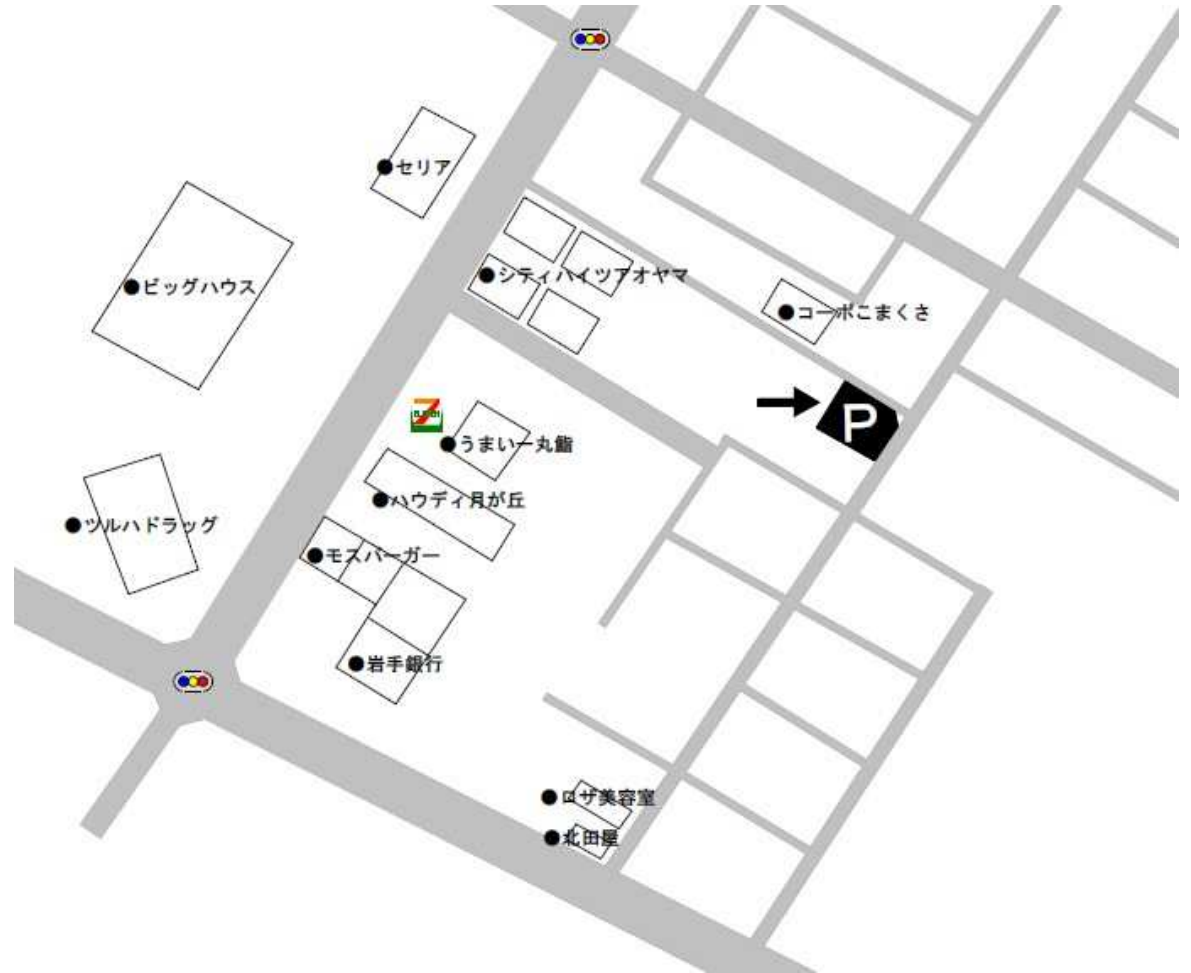 ●セリア
●シティハイツアオヤマ
●ビッグハウス
●コーポこまくさ
P
7
●うまい一丸鮨
●ハウディ月が丘
●ツルハドラッグ
●モスバーガー
●岩手銀行
●ロザ美容室
●北田屋